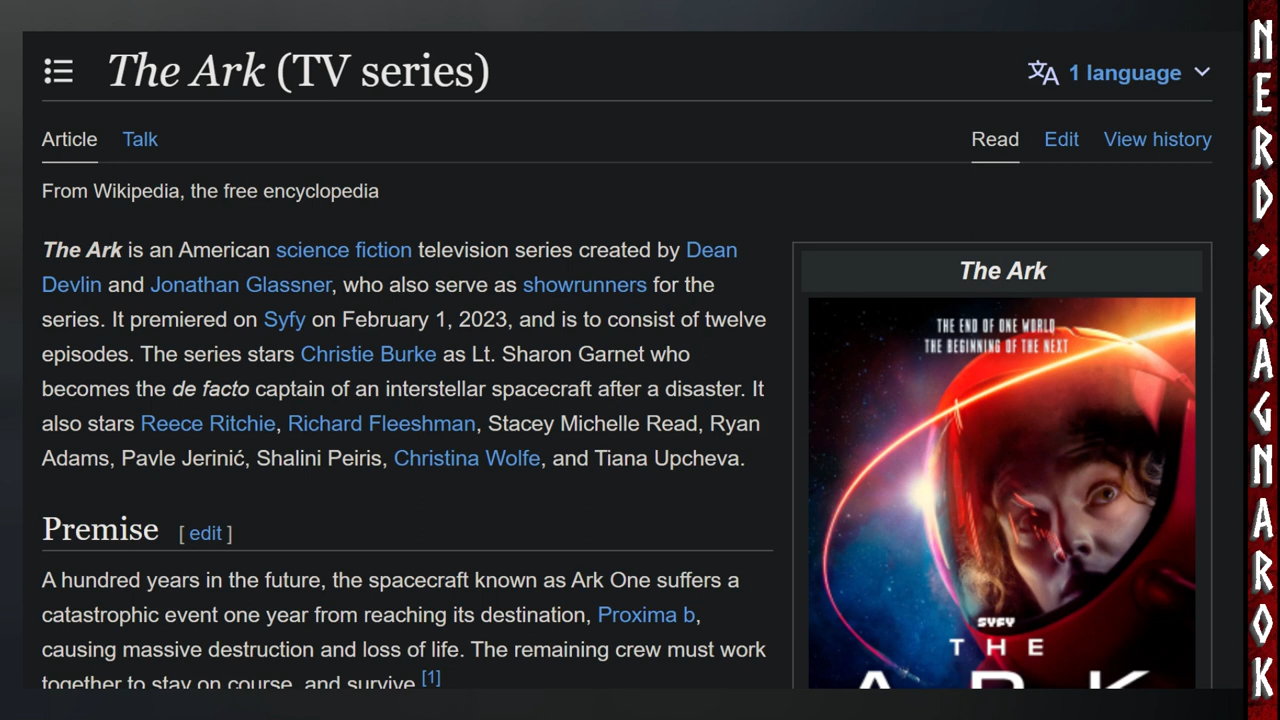 The Ark (TV series)
1 language
Article Talk
Read Edit View history
From Wikipedia, the free encyclopedia
The Ark is an American science fiction television series created by Dean
Devlin and Jonathan Glassner, who also serve as showrunners for the
series. It premiered on Syfy on February 1, 2023, and is to consist of twelve
episodes. The series stars Christie Burke as Lt. Sharon Garnet who
becomes the de facto captain of an interstellar spacecraft after a disaster. It
also stars Reece Ritchie, Richard Fleeshman, Stacey Michelle Read, Ryan
Adams, Pavle Jerinić, Shalini Peiris, Christina Wolfe, and Tiana Upcheva.
Premise [ edit ]
A hundred years in the future, the spacecraft known as Ark One suffers a
catastrophic event one year from reaching its destination, Proxima b,
causing massive destruction and loss of life. The remaining crew must work
together to stay on course, and survive.[1]
The Ark
THE END OF ONE WORLD
THE BEGINNING OF THE NEXT
SYFY
THE
ARK
NERD • RAGNAROK